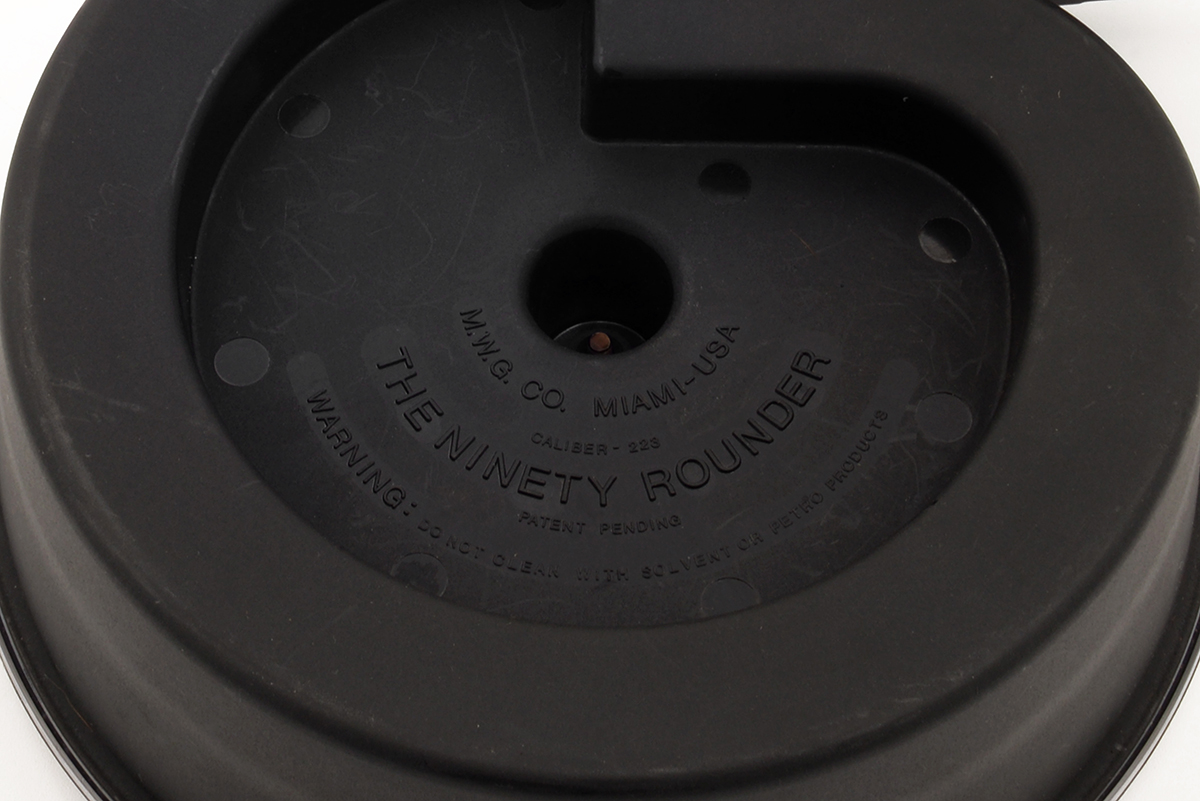 M.W.G. CO. MIAMI-USA
CALIBER - 223
THE NINETY ROUNDER
PATENT PENDING
WARNING: DO NOT CLEAN WITH SOLVENT OR PETRO PRODUCTS